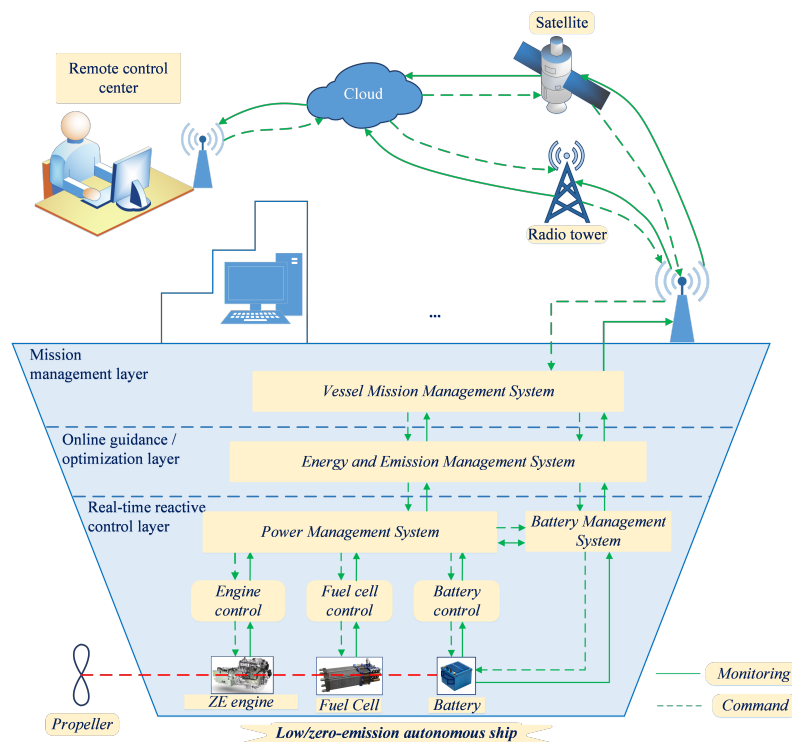 Satellite
Remote control
center
Cloud
Radio tower
...
Mission
management layer
Vessel Mission Management System
Online guidance /
optimization layer
Energy and Emission Management System
Real-time reactive
control layer
Power Management System
Battery Management
System
Engine
control
Fuel cell
control
Battery
control
ZE engine
Fuel Cell
Battery
Propeller
Monitoring
Command
Low/zero-emission autonomous ship